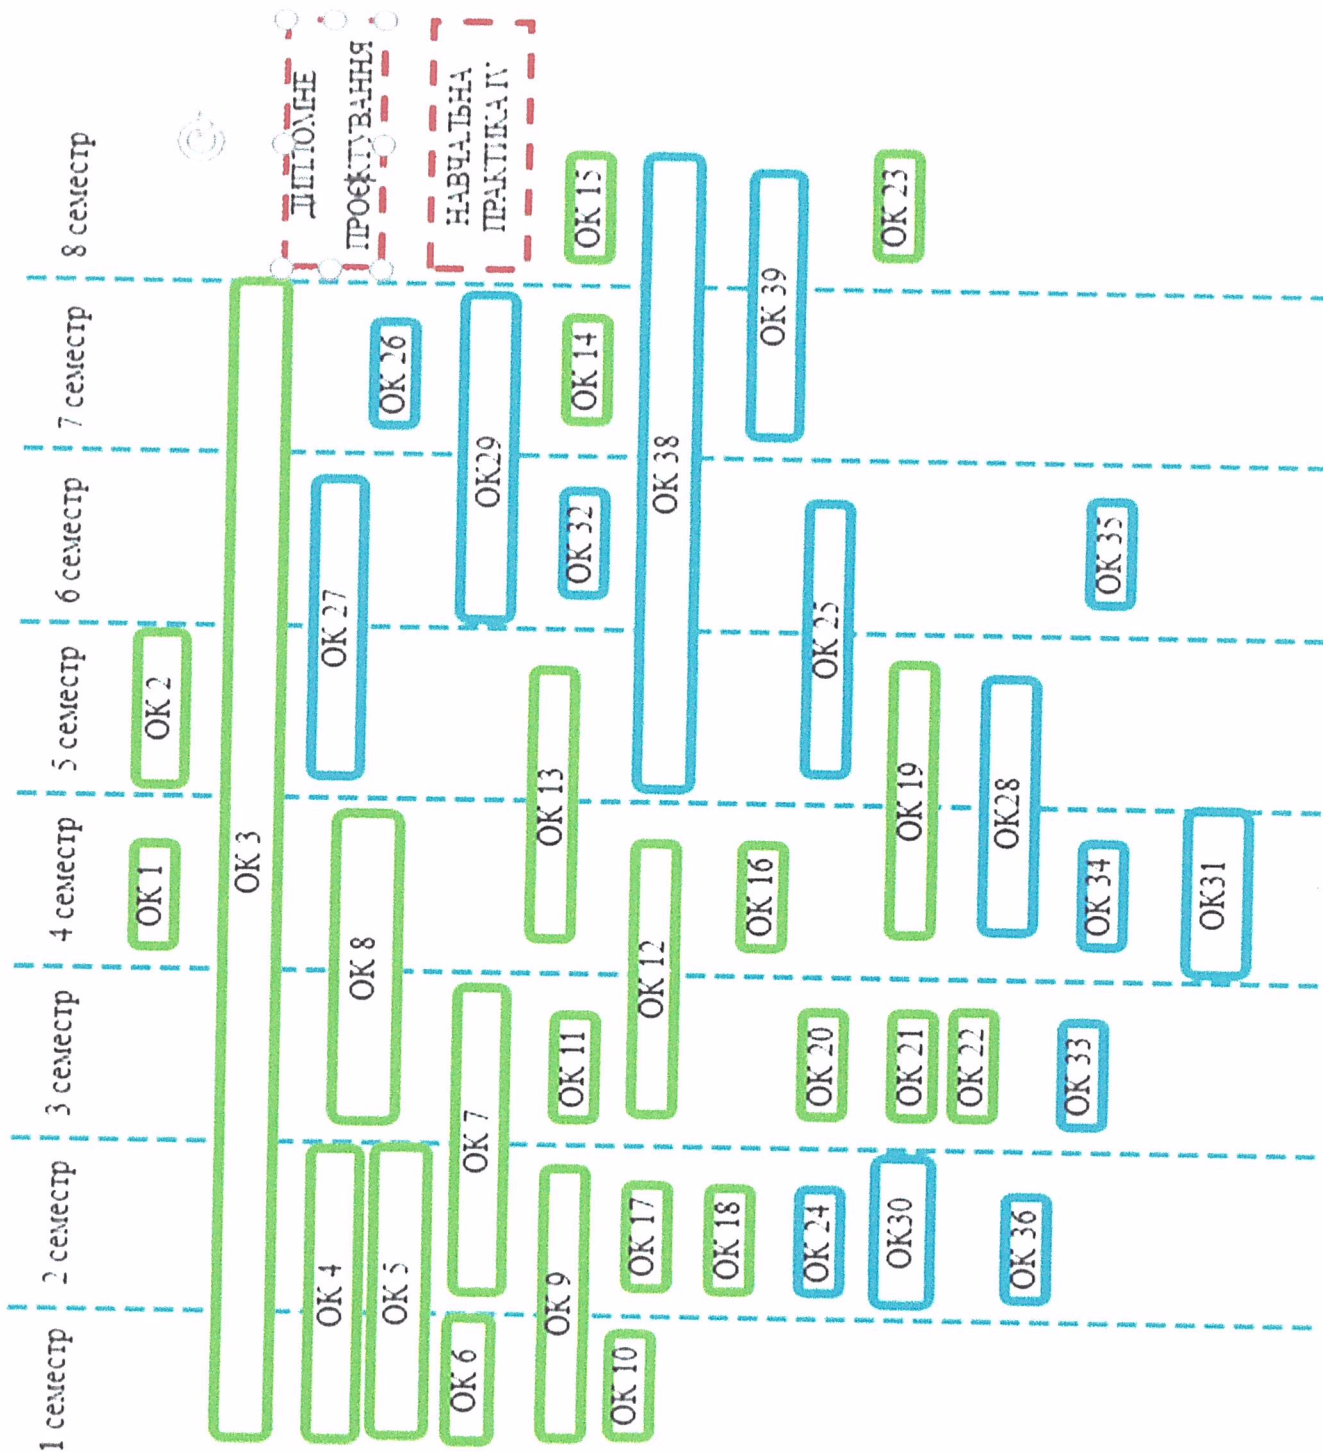 1 семестр
2 семестр
3 семестр
4 семестр
5 семестр
6 семестр
7 семестр
8 семестр
ОК 1
ОК 2
ОК 3
ДИПЛОМНЕ
ПРОЄКТУВАННЯ
ОК 4
ОК 8
ОК 27
ОК 5
ОК 26
НАВЧАЛЬНА
ПРАКТИКА IV
ОК 6
ОК 7
ОК29
ОК 9
ОК 11
ОК 13
ОК 32
ОК 14
ОК 15
ОК 10
ОК 17
ОК 12
ОК 38
ОК 18
ОК 16
ОК 39
ОК 24
ОК 20
ОК 25
ОК30
ОК 21
ОК 19
ОК 23
ОК 22
ОК28
ОК 36
ОК 33
ОК 34
ОК 35
ОК31